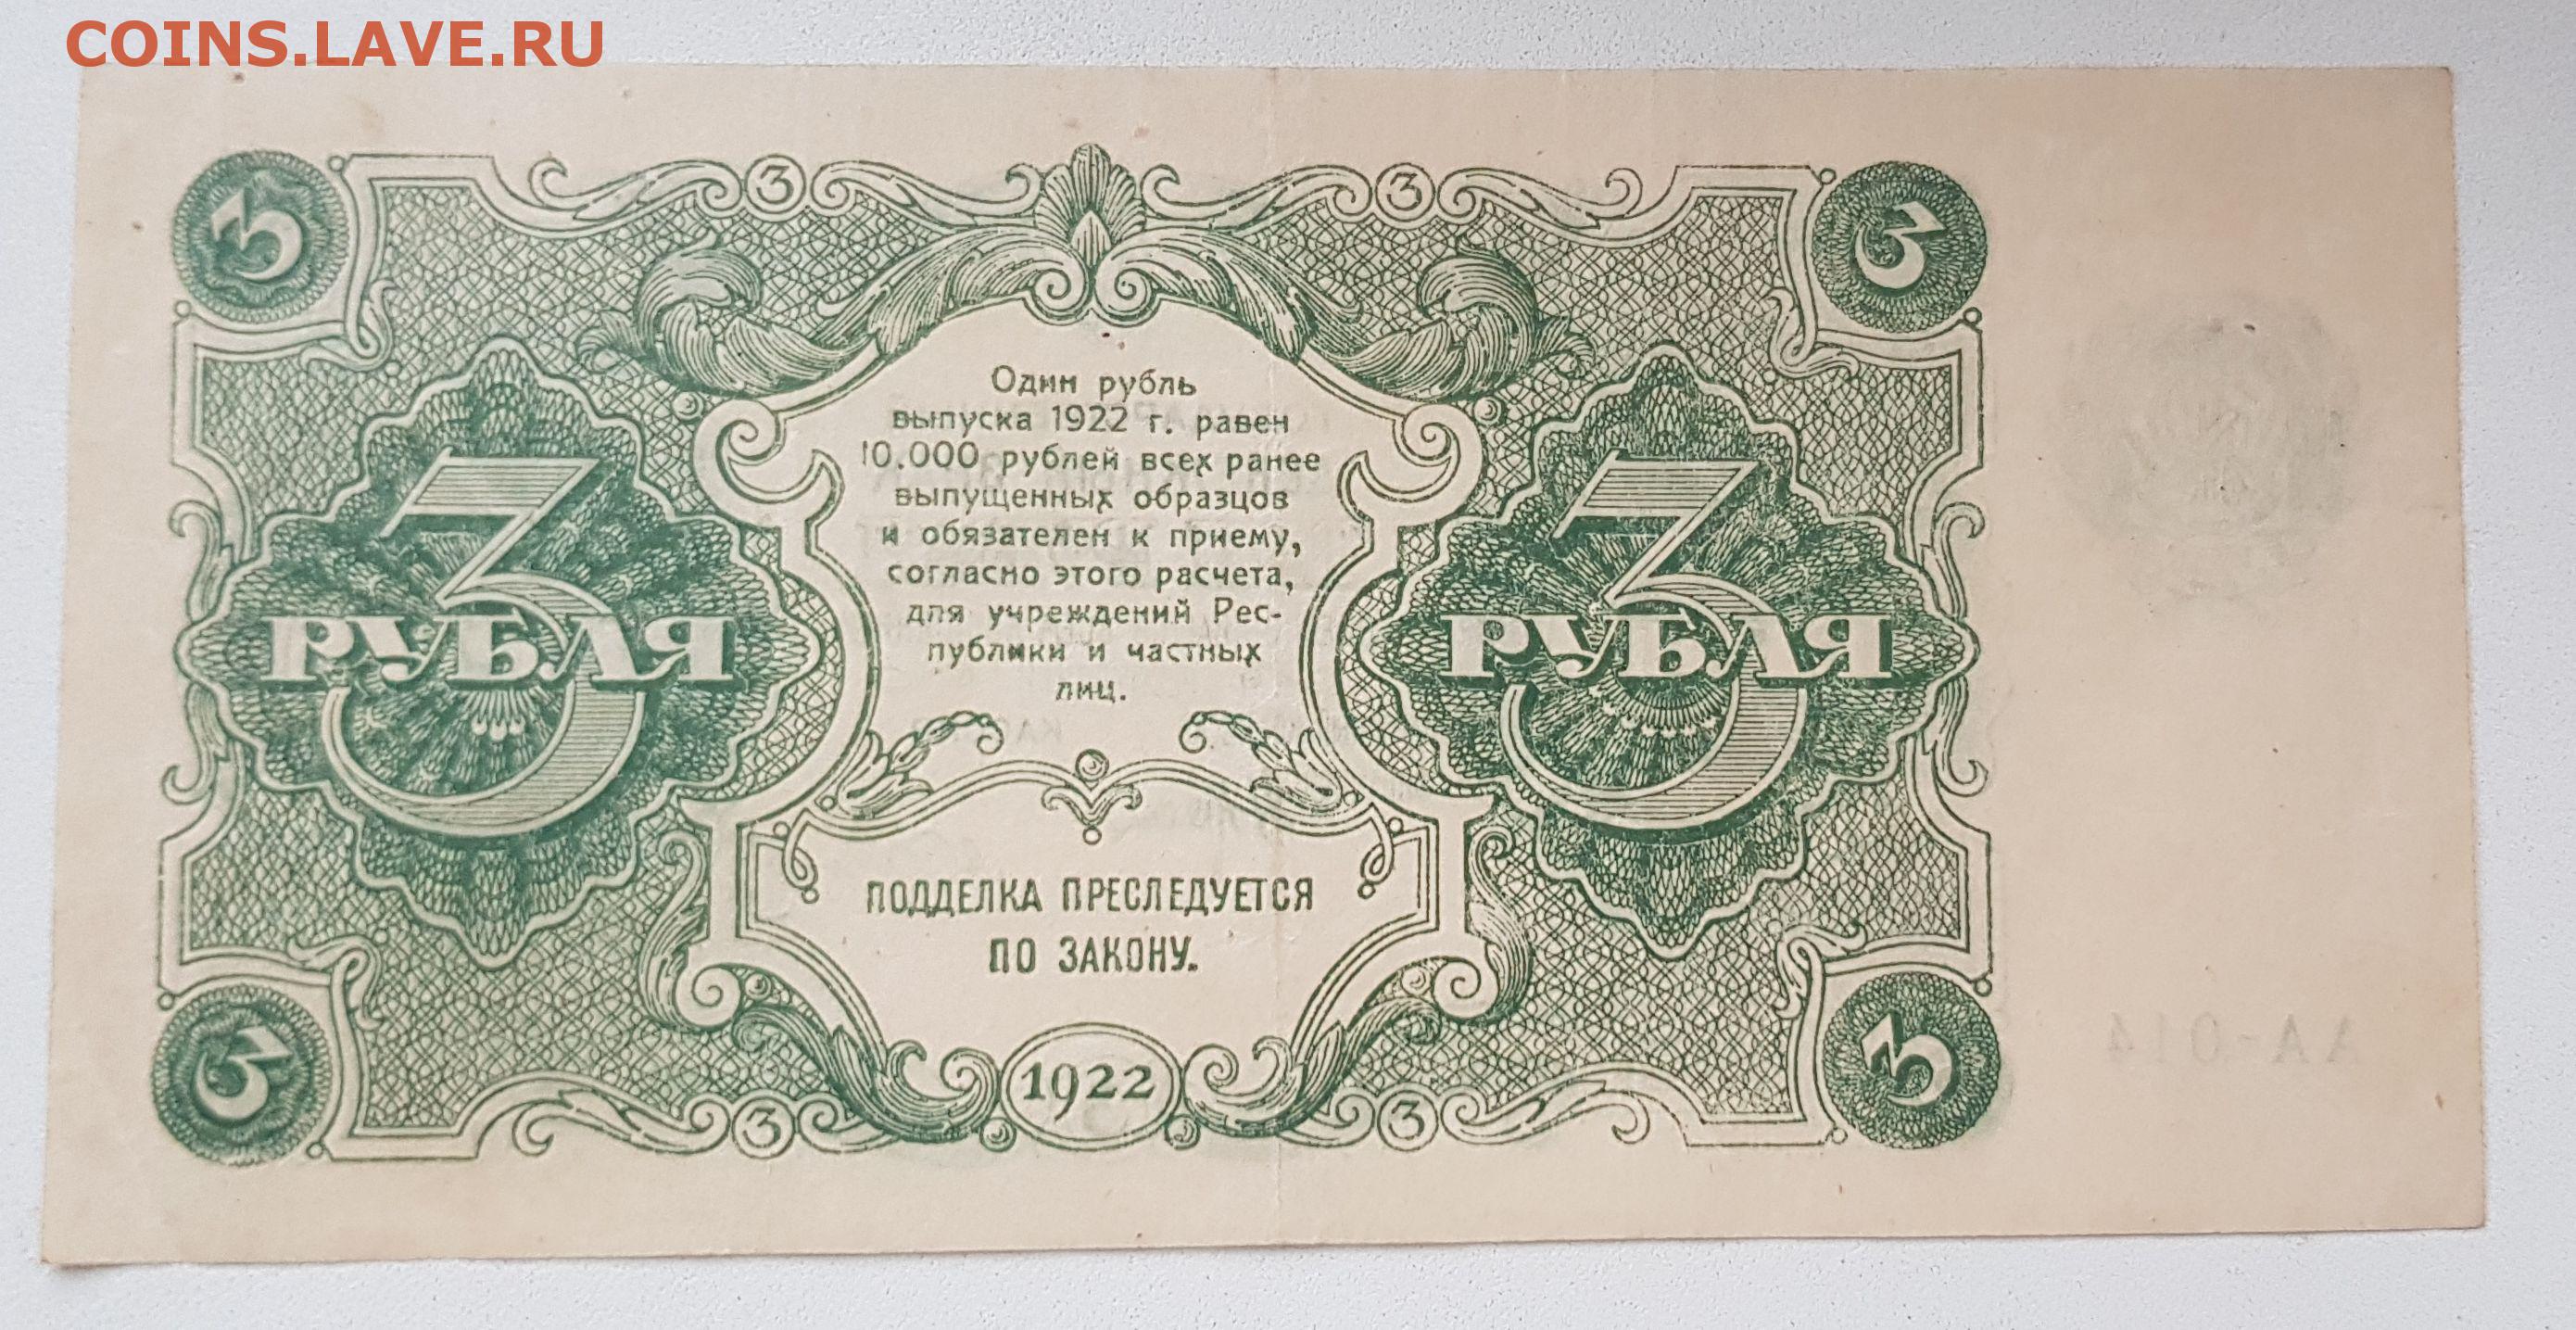 COINS.LAVE.RU
3 3 3 3
Один рубль
выпуска 1922 г. равен
10.000 рублей всех ранее
выпущенных образцов
и обязателен к приему,
согласно этого расчета,
для учреждений Рес-
публики и частных
лиц.
3 РУБЛЯ
3 РУБЛЯ
ПОДДЕЛКА ПРЕСЛЕДУЕТСЯ
ПО ЗАКОНУ.
АА-014
3 3 1922 3 3